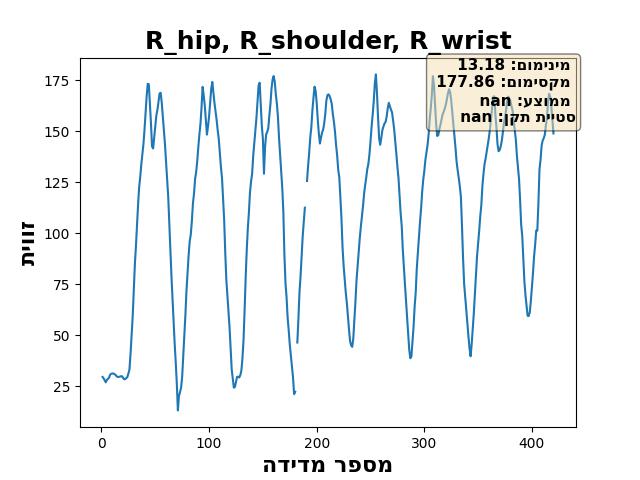 R_hip, R_shoulder, R_wrist
מינימום: 13.18
מקסימום: 177.86
ממוצע: nan
סטיית תקן: nan
175
150
125
100
75
50
25
זווית
0 100 200 300 400
מספר מדידה